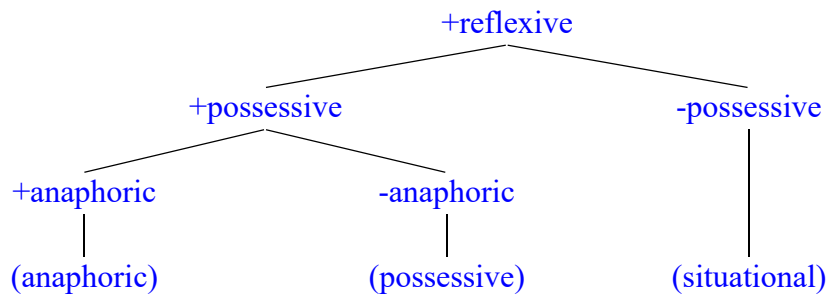 +reflexive
+possessive -possessive
+anaphoric -anaphoric
(anaphoric) (possessive) (situational)